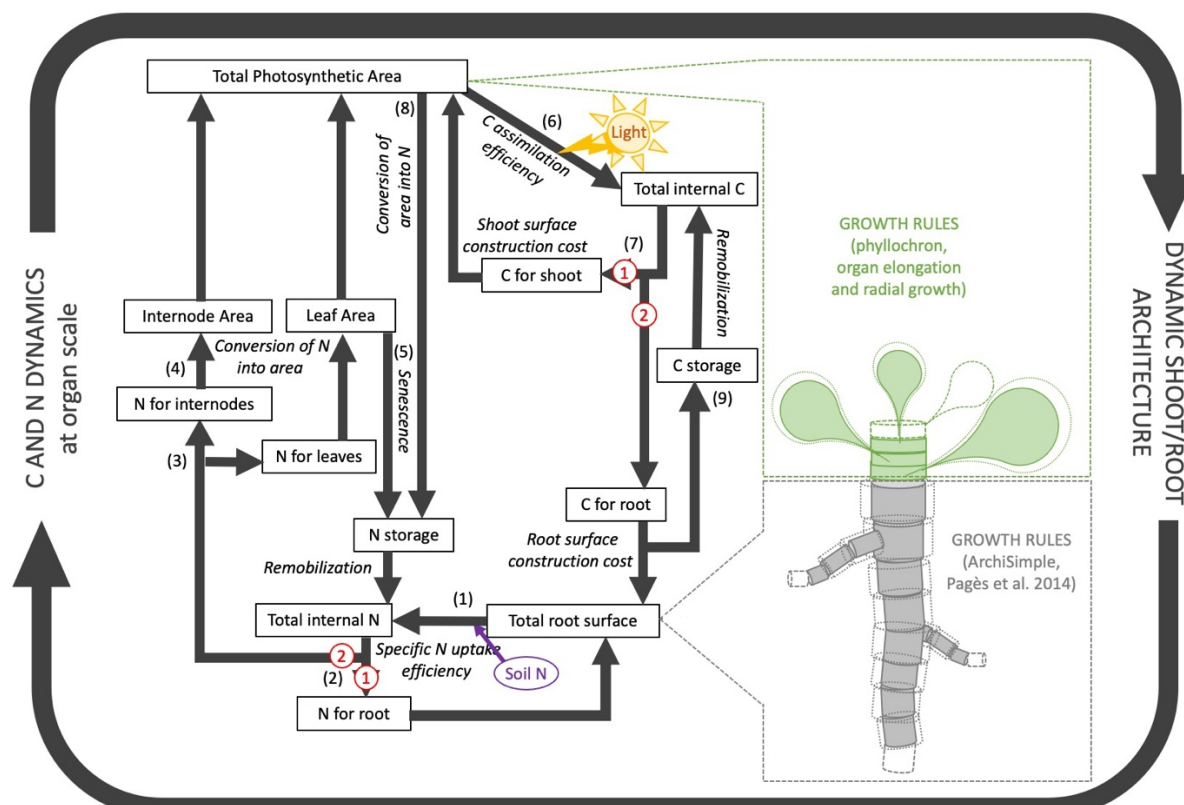 Total Photosynthetic Area
(8)
(6)
Light
C assimilation
efficiency
Conversion of
area into N
Total internal C
Shoot surface
construction cost
(7)
C for shoot
1
2
Remobilization
GROWTH RULES
(phyllochron,
organ elongation
and radial growth)
Internode Area
Leaf Area
Conversion of N
into area
(4)
(5)
Senescence
C storage
(9)
N for internodes
(3)
N for leaves
C for root
N storage
Root surface
construction cost
Remobilization
GROWTH RULES
(ArchiSimple,
Pagès et al. 2014)
Total internal N
(1)
Total root surface
Specific N uptake
efficiency
Soil N
2
(2)
1
N for root
C AND N DYNAMICS
at organ scale
DYNAMIC SHOOT/ROOT
ARCHITECTURE